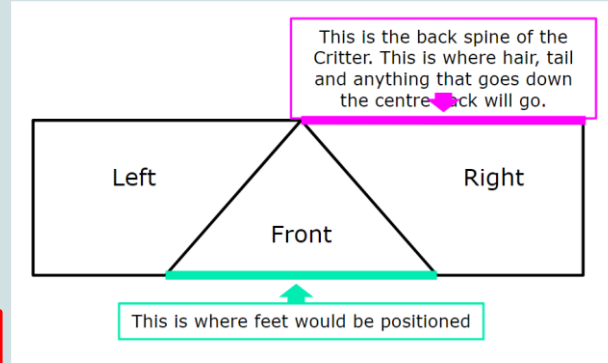 This is the back spine of the
Critter. This is where hair, tail
and anything that goes down
the centre back will go.
Left
Right
Front
This is where feet would be positioned